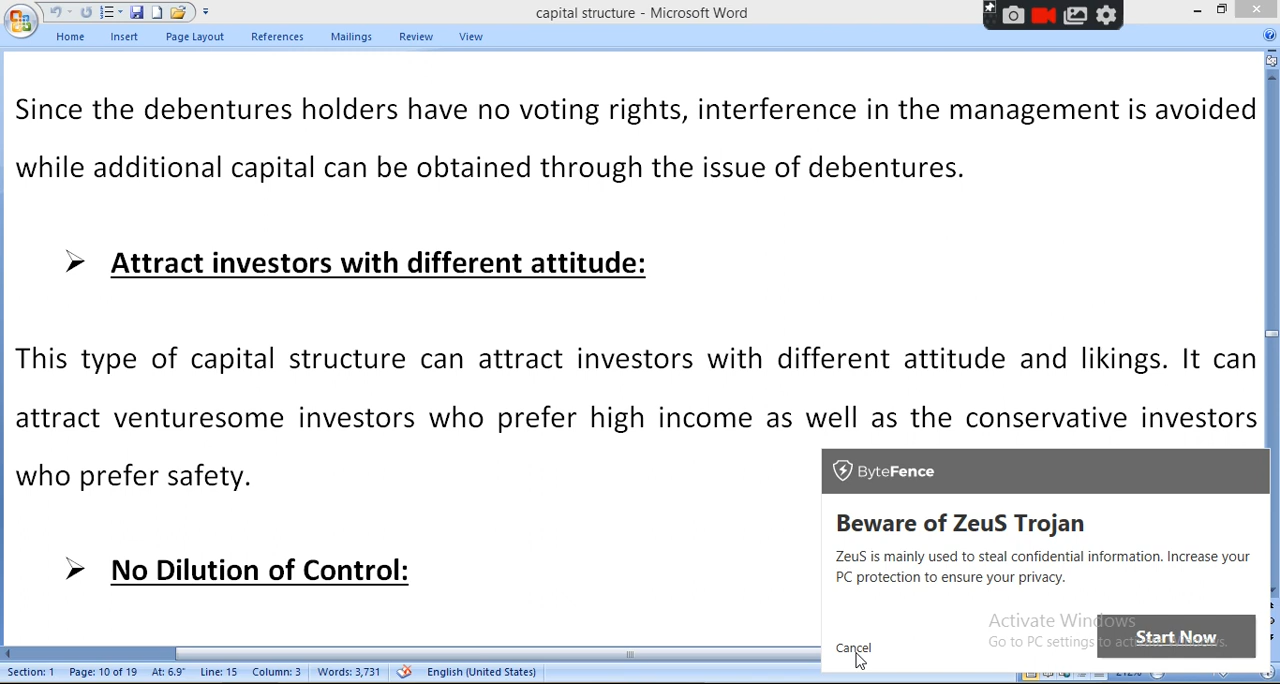 capital structure - Microsoft Word
Home Insert Page Layout References Mailings Review View
Since the debentures holders have no voting rights, interference in the management is avoided
while additional capital can be obtained through the issue of debentures.
Attract investors with different attitude:
This type of capital structure can attract investors with different attitude and likings. It can
attract venturesome investors who prefer high income as well as the conservative investors
who prefer safety.
No Dilution of Control:
ByteFence
Beware of ZeuS Trojan
ZeuS is mainly used to steal confidential information. Increase your
PC protection to ensure your privacy.
Activate Windows
Go to PC settings to
Start Now
Cancel
Section: 1 Page: 10 of 19 At: 6.9" Line: 15 Column: 3 Words: 3,731 English (United States)